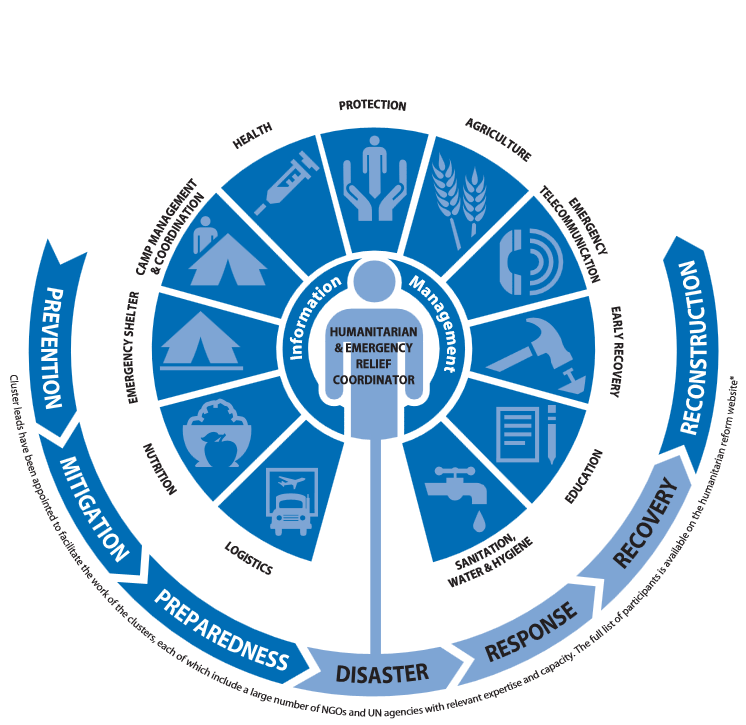 PROTECTION
AGRICULTURE
EMERGENCY
TELECOMMUNICATION
EARLY RECOVERY
EDUCATION
SANITATION,
WATER & HYGIENE
LOGISTICS
NUTRITION
EMERGENCY SHELTER
CAMP MANAGEMENT
& COORDINATION
HEALTH
Information
Management
HUMANITARIAN
& EMERGENCY
RELIEF
COORDINATOR
PREVENTION
MITIGATION
PREPAREDNESS
DISASTER
RESPONSE
RECOVERY
RECONSTRUCTION
Cluster leads have been appointed to facilitate the work of the clusters, each of which include a large number of NGOs and UN agencies with relevant expertise and capacity. The full list of participants is available on the humanitarian reform website*